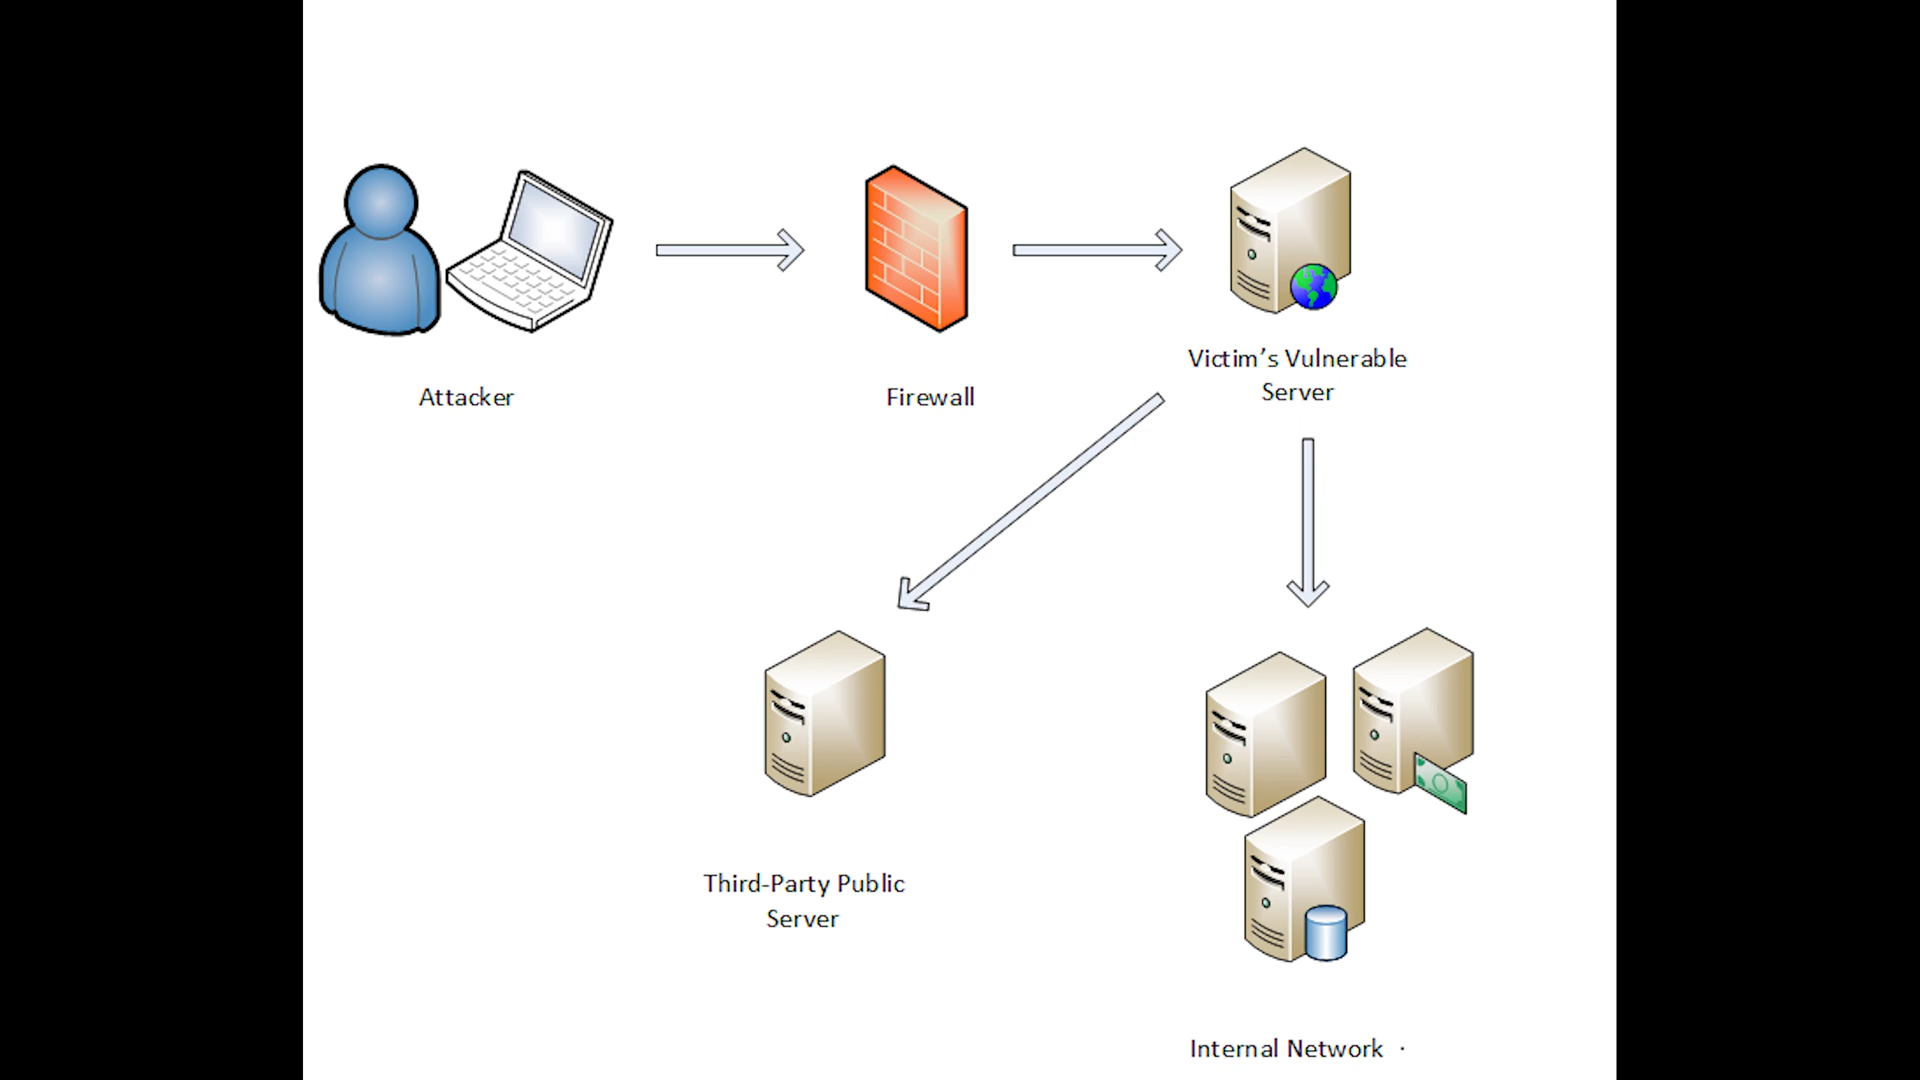 Attacker
Firewall
Victim’s Vulnerable
Server
Third-Party Public
Server
Internal Network